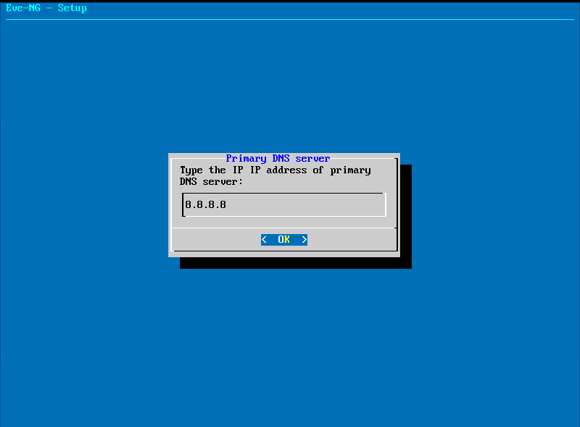 Eve-NG - Setup
Primary DNS server
Type the IP IP address of primary
DNS server:
8.8.8.8
< OK >